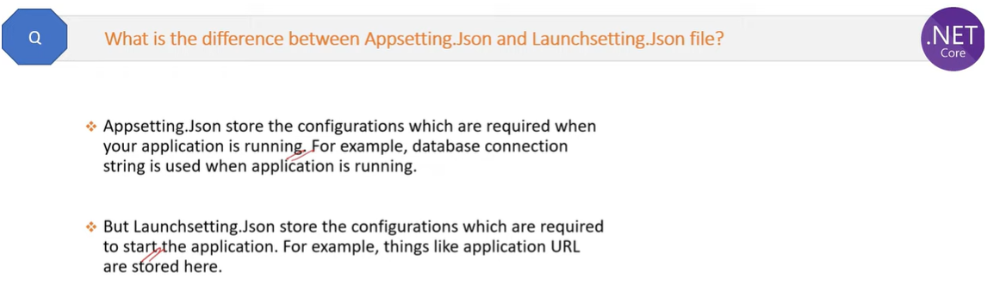 Q
What is the difference between Appsetting.Json and Launchsetting.Json file?
.NET
Core
❖ Appsetting.Json store the configurations which are required when
your application is running. For example, database connection
string is used when application is running.
❖ But Launchsetting.Json store the configurations which are required
to start the application. For example, things like application URL
are stored here.